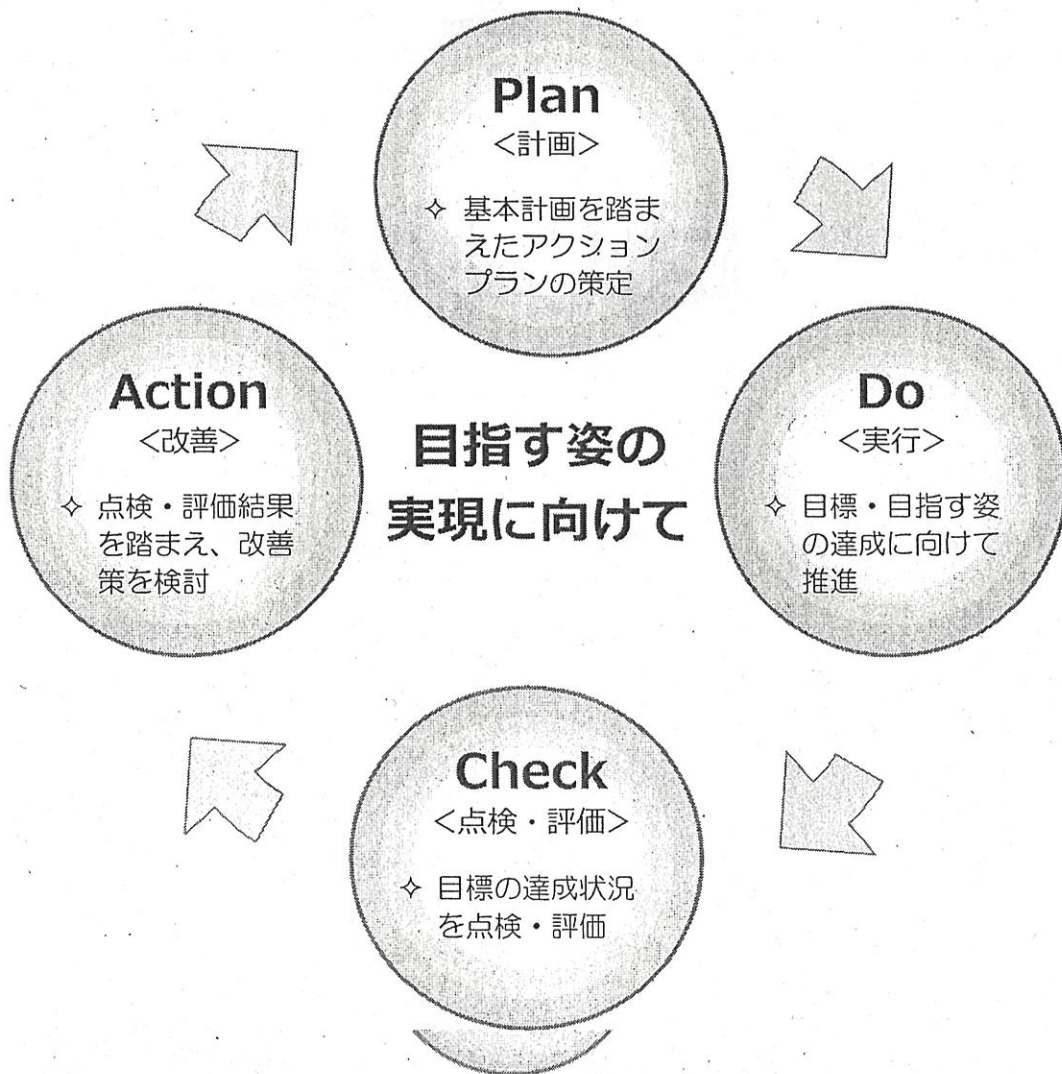 Plan
<計画>
✧ 基本計画を踏ま
えたアクション
プランの策定
Action
<改善>
✧ 点検・評価結果
を踏まえ、改善
策を検討
目指す姿の
実現に向けて
Do
<実行>
✧ 目標・目指す姿
の達成に向けて
推進
Check
<点検・評価>
✧ 目標の達成状況
を点検・評価